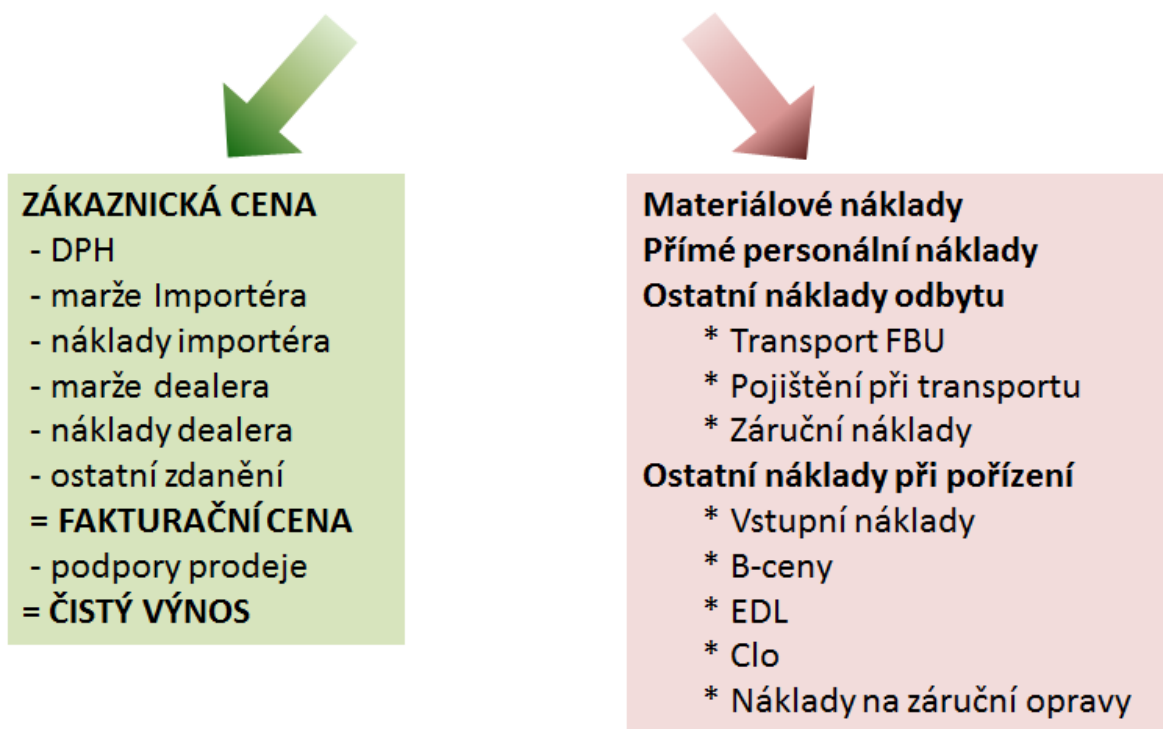 ZÁKAZNICKÁ CENA
- DPH
- marže Importéra
- náklady importéra
- marže dealera
- náklady dealera
- ostatní zdanění
= FAKTURAČNÍ CENA
- podpory prodeje
= ČISTÝ VÝNOS
Materiálové náklady
Přímé personální náklady
Ostatní náklady odbytu
* Transport FBU
* Pojištění při transportu
* Záruční náklady
Ostatní náklady při pořízení
* Vstupní náklady
* B-ceny
* EDL
* Clo
* Náklady na záruční opravy